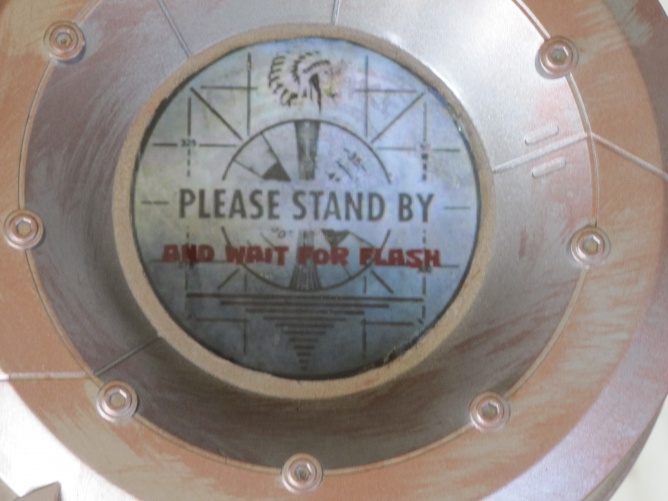 PLEASE STAND BY
AND WAIT FOR FLASH